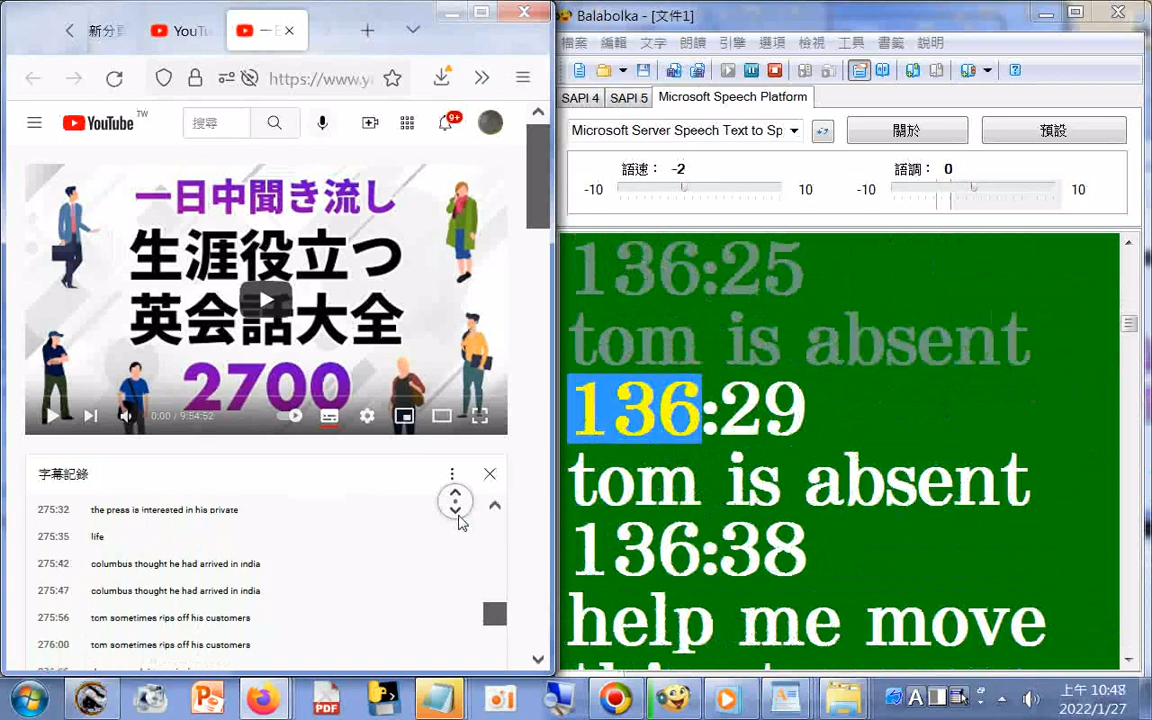 新分
YouTu
一日
https://www.y
YouTube TW
搜尋
9+
一日中聞き流し
生涯役立つ
英会話大全
2700
0:00 / 9:54:52
字幕記錄
275:32 the press is interested in his private
275:35 life
275:42 columbus thought he had arrived in india
275:47 columbus thought he had arrived in india
275:56 tom sometimes rips off his customers
276:00 tom sometimes rips off his customers
Balabolka - [文件1]
檔案 編輯 文字 朗讀 引擎 選項 檢視 工具 書籤 說明
SAPI 4 SAPI 5 Microsoft Speech Platform
Microsoft Server Speech Text to Sp
關於
預設
語速： -2
-10 10
語調： 0
-10 10
136:25
tom is absent
136:29
tom is absent
136:38
help me move
PDF
A
上午 10:48
2022/1/27